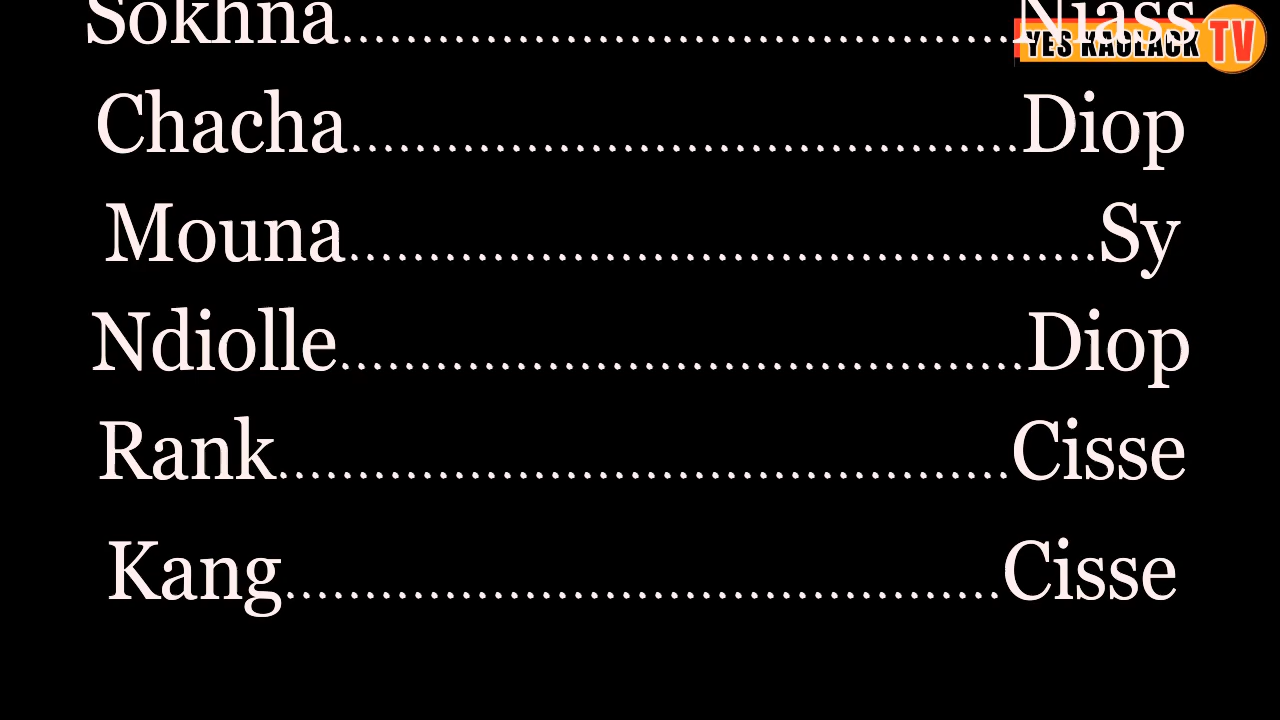 Sokhna..........................................Niass
YES KAOLACK TV
Chacha..........................................Diop
Mouna...............................................Sy
Ndiolle...........................................Diop
Rank..............................................Cisse
Kang.............................................Cisse